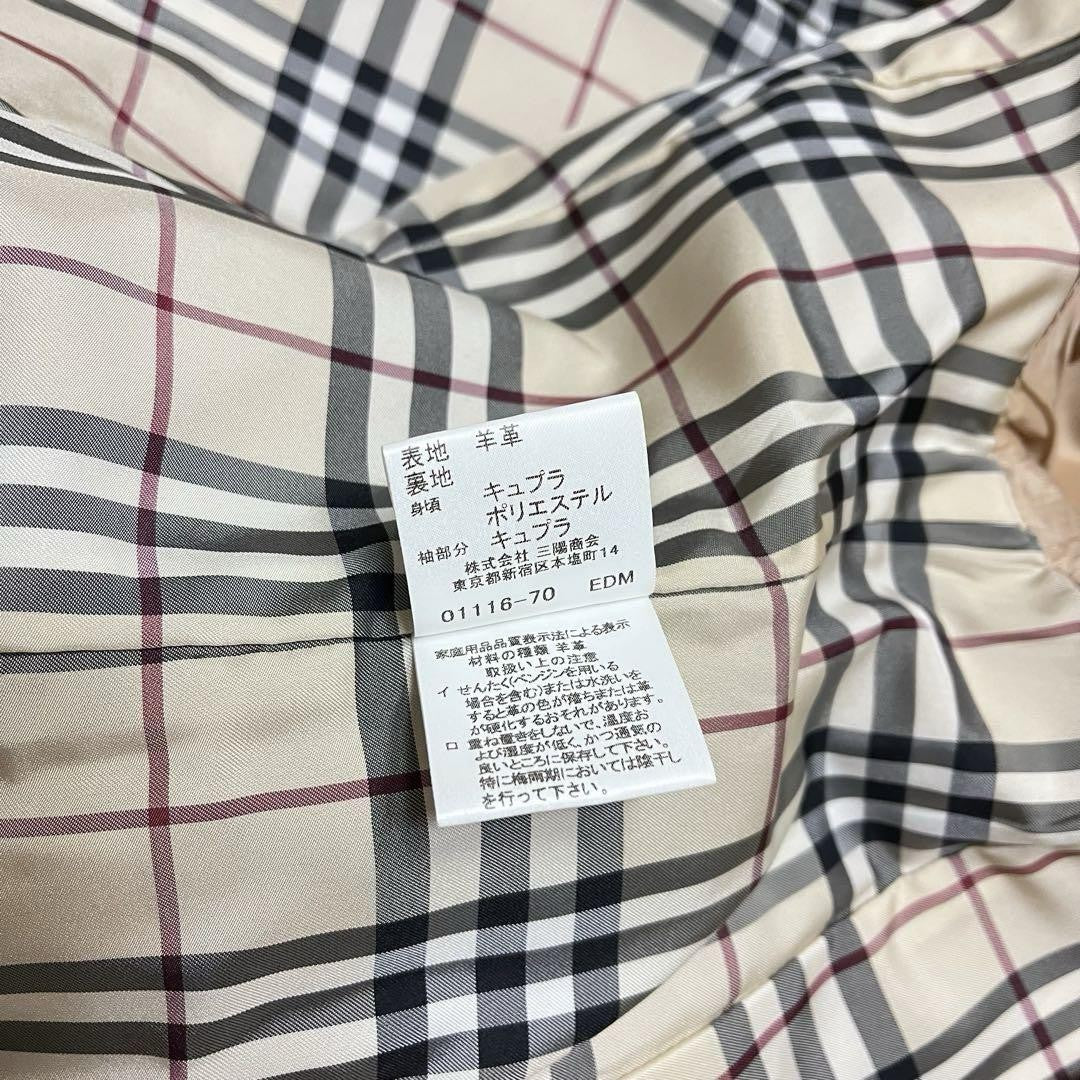 表地 羊革
裏地
身頃 キュプラ
ポリエステル
袖部分 キュプラ
株式会社 三陽商会
東京都新宿区本塩町14
01116-70 EDM
家庭用品品質表示法による表示
材料の種類 羊革
取扱い上の注意
イ せんたく(ベンジンを用いる
場合を含む)または水洗いを
すると革の色が落ちまたは革
が硬化するおそれがあります。
ロ 重ね置きをしないで、温度お
よび湿度が低く、かつ通気の
良いところに保存して下さい。
特に梅雨期においては陰干し
を行って下さい。